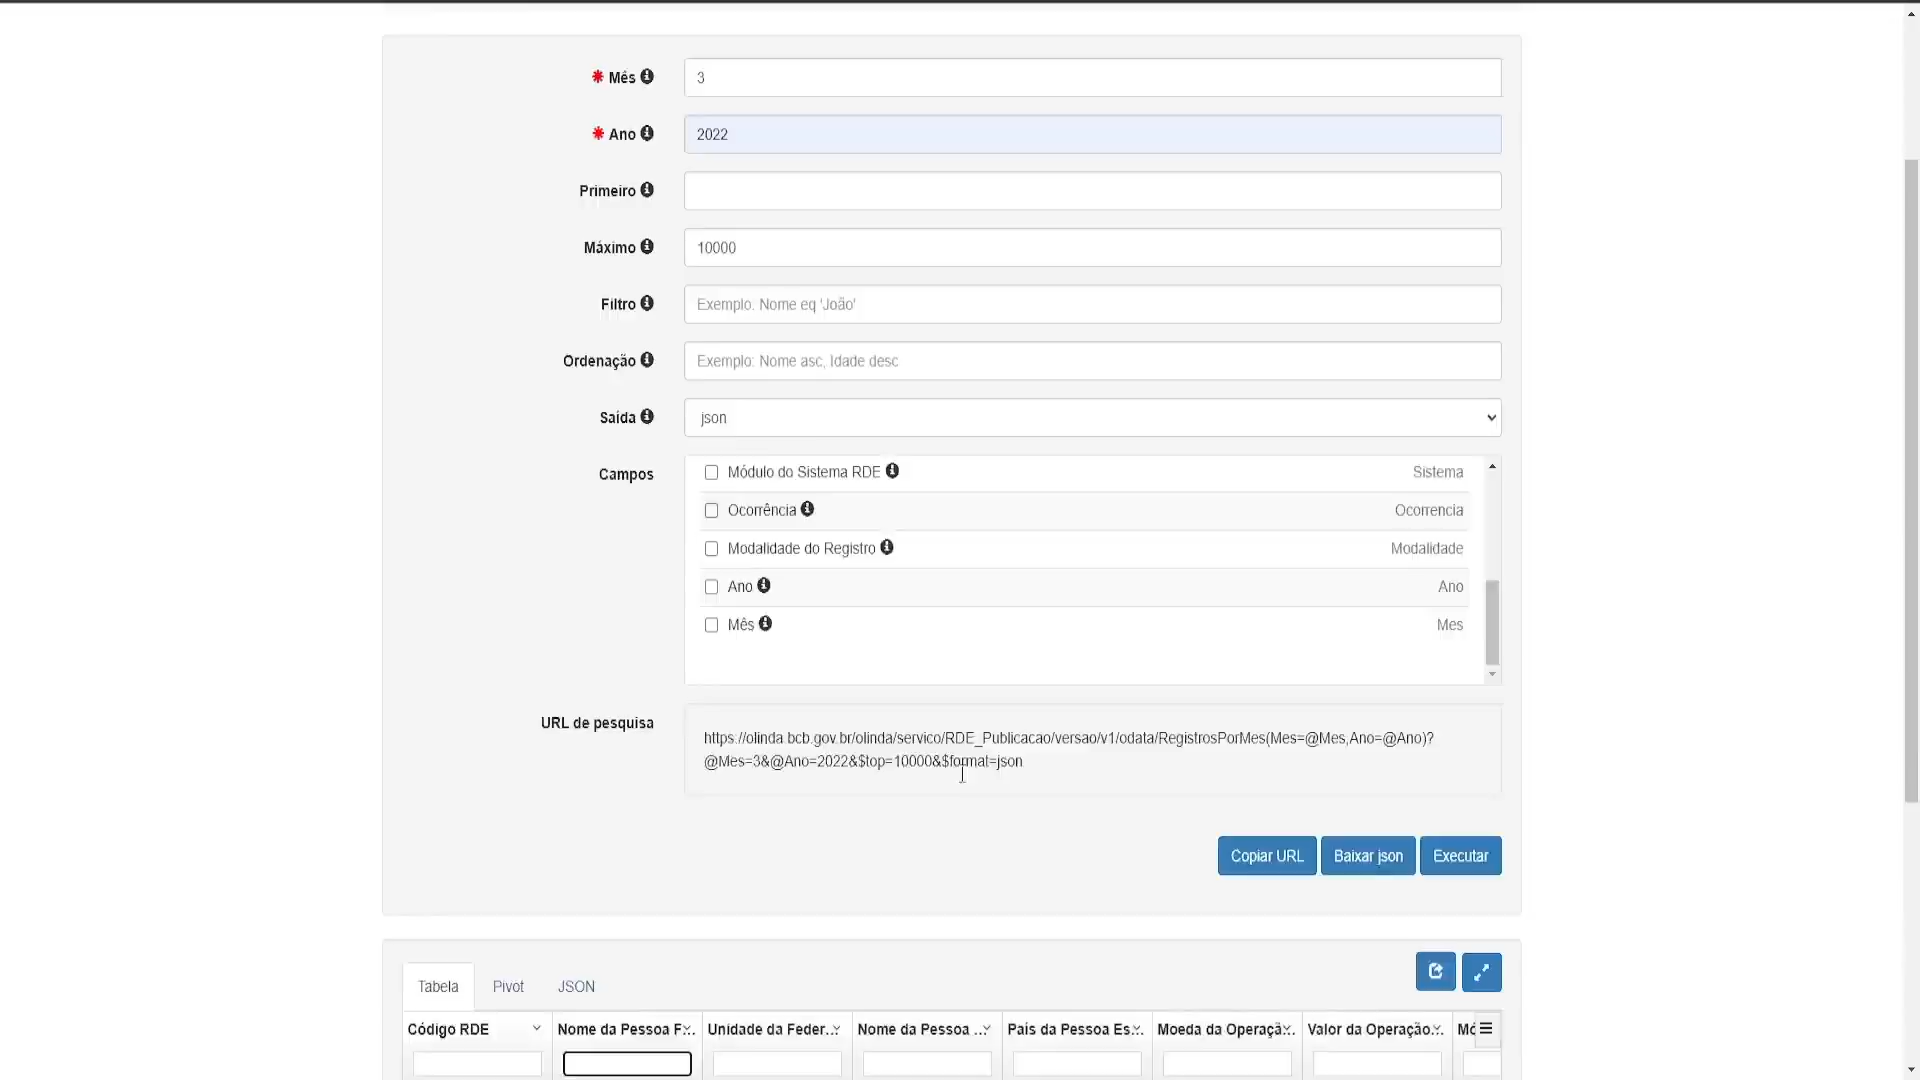 * Mês
3
* Ano
2022
Primeiro
Máximo
10000
Filtro
Exemplo: Nome eq 'João'
Ordenação
Exemplo: Nome asc, Idade desc
Saída
json
Campos
Módulo do Sistema RDE Sistema
Ocorrência Ocorrencia
Modalidade do Registro Modalidade
Ano Ano
Mês Mes
URL de pesquisa
https://olinda.bcb.gov.br/olinda/servico/RDE_Publicacao/versao/v1/odata/RegistrosPorMes(Mes=@Mes,Ano=@Ano)?
@Mes=3&@Ano=2022&$top=10000&$format=json
Copiar URL Baixar json Executar
Tabela Pivot JSON
Código RDE Nome da Pessoa F... Unidade da Feder... Nome da Pessoa ... País da Pessoa Es... Moeda da Operaçã... Valor da Operação... Mó